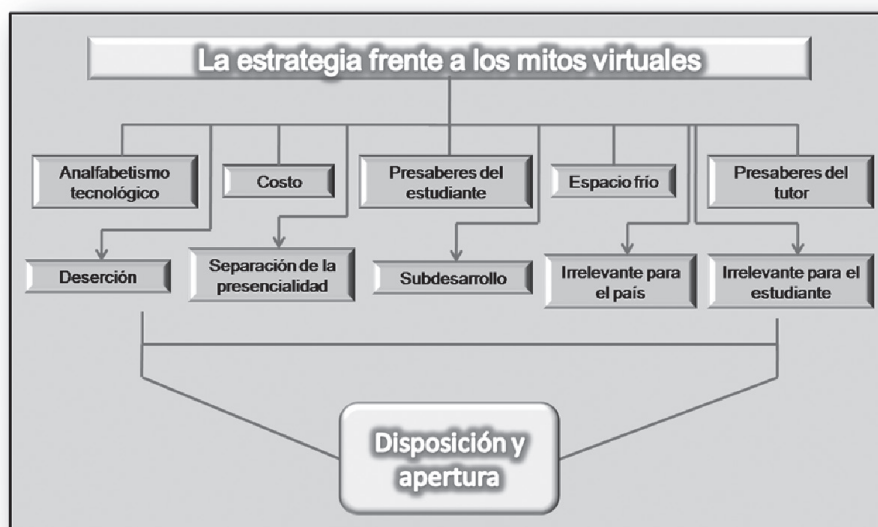 La estrategia frente a los mitos virtuales
Analfabetismo
tecnológico
Costo
Presaberes del
estudiante
Espacio frío
Presaberes del
tutor
Deserción
Separación de la
presencialidad
Subdesarrollo
Irrelevante para
el país
Irrelevante para el
estudiante
Disposición y
apertura